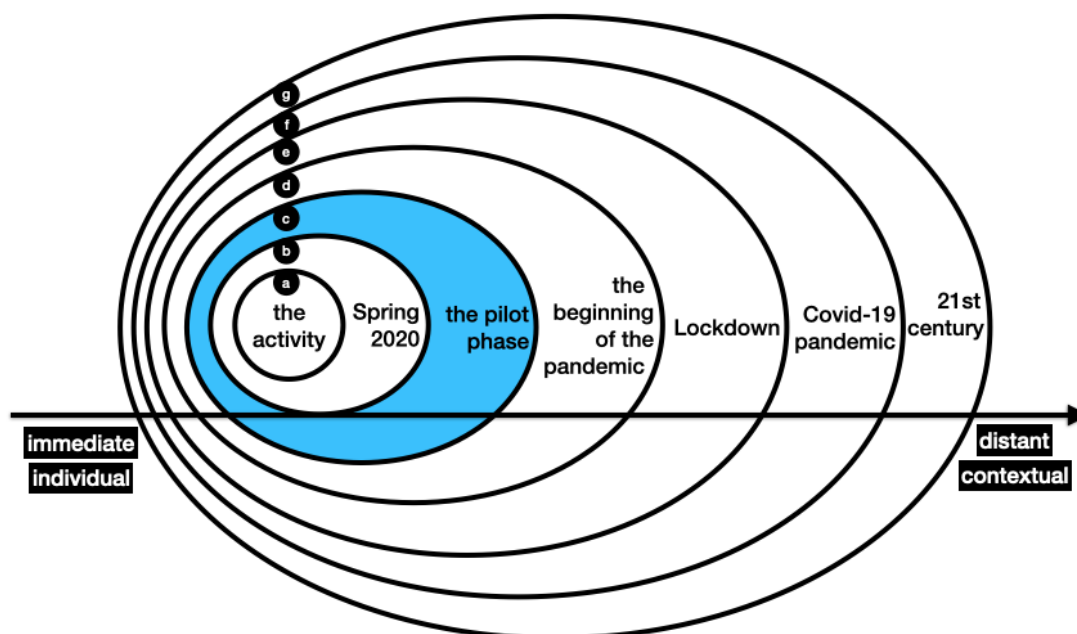 g
f
e
d
c
b
a
the
activity
Spring
2020
the pilot
phase
the
beginning
of the
pandemic
Lockdown
Covid-19
pandemic
21st
century
immediate
individual
distant
contextual